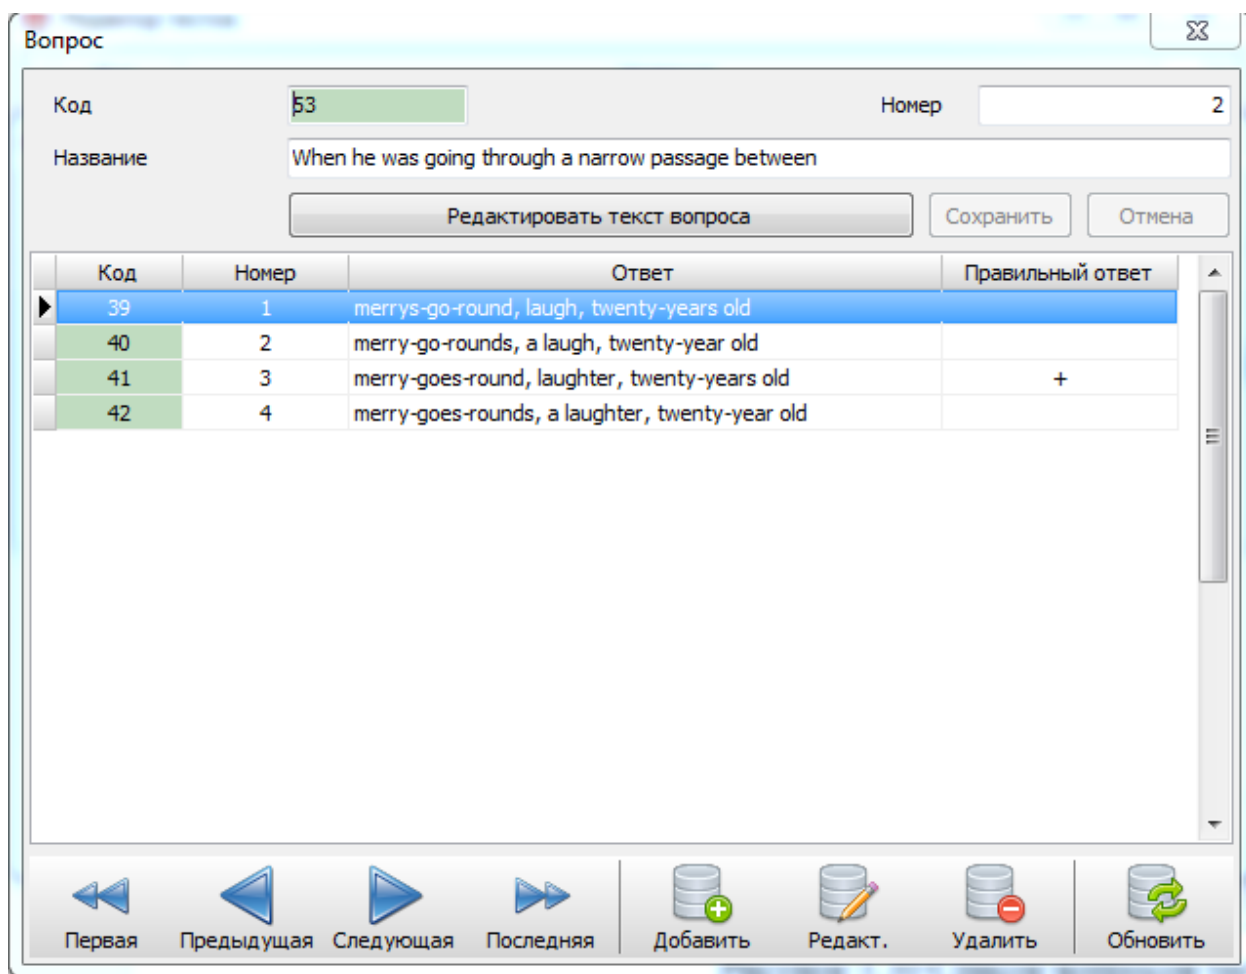 Вопрос
Код 53 Номер 2
Название When he was going through a narrow passage between
Редактировать текст вопроса Сохранить Отмена
Код Номер Ответ Правильный ответ
39 1 merrys-go-round, laugh, twenty-years old
40 2 merry-go-rounds, a laugh, twenty-year old
41 3 merry-goes-round, laughter, twenty-years old +
42 4 merry-goes-rounds, a laughter, twenty-year old
Первая Предыдущая Следующая Последняя Добавить Редакт. Удалить Обновить